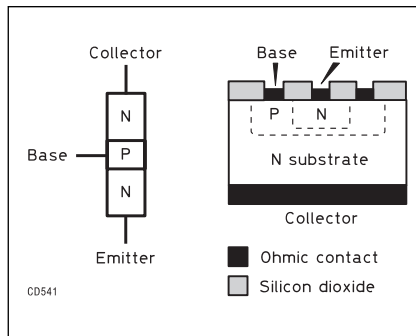 Collector
N
Base
P
N
Emitter
CD541
Base Emitter
P N
N substrate
Collector
Ohmic contact
Silicon dioxide